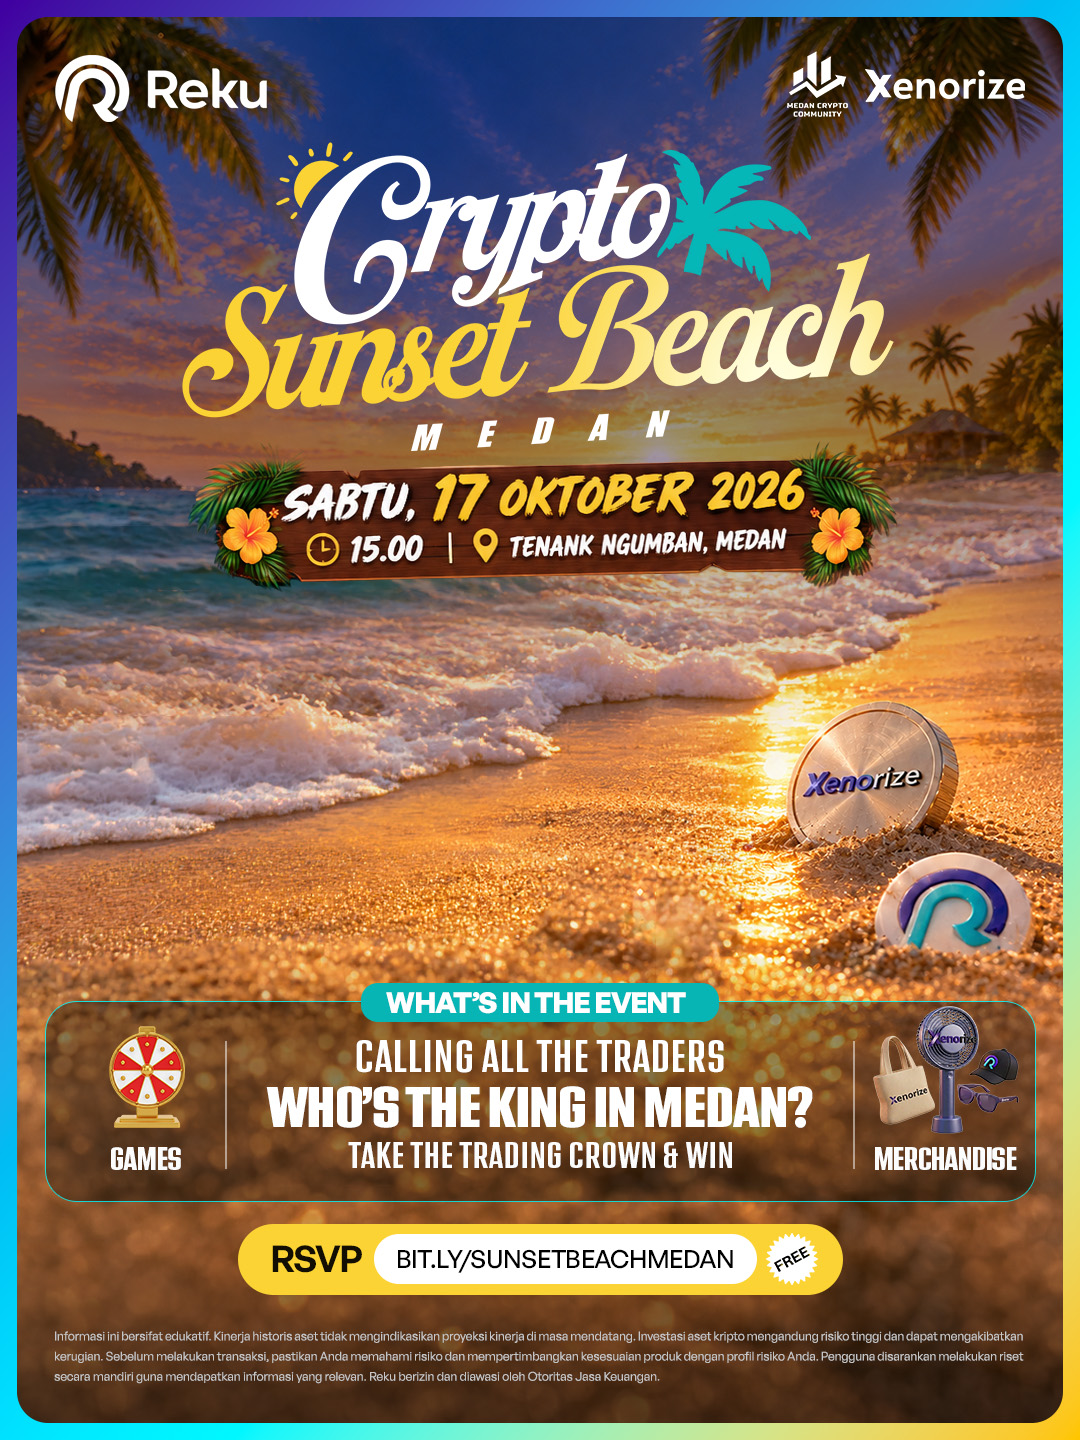 Reku
MEDAN CRYPTO
COMMUNITY
Xenorize
Crypto
Sunset Beach
MEDAN
SABTU, 17 OKTOBER 2026
15.00 | TENANK NGUMBAN, MEDAN
Xenorize
WHAT'S IN THE EVENT
CALLING ALL THE TRADERS
WHO'S THE KING IN MEDAN?
TAKE THE TRADING CROWN & WIN
GAMES
Xenorize
Xenorize
MERCHANDISE
RSVP BIT.LY/SUNSETBEACHMEDAN FREE
Informasi ini bersifat edukatif. Kinerja historis aset tidak mengindikasikan proyeksi kinerja di masa mendatang. Investasi aset kripto mengandung risiko tinggi dan dapat mengakibatkan
kerugian. Sebelum melakukan transaksi, pastikan Anda memahami risiko dan mempertimbangkan kesesuaian produk dengan profil risiko Anda. Pengguna disarankan melakukan riset
secara mandiri guna mendapatkan informasi yang relevan. Reku berizin dan diawasi oleh Otoritas Jasa Keuangan.